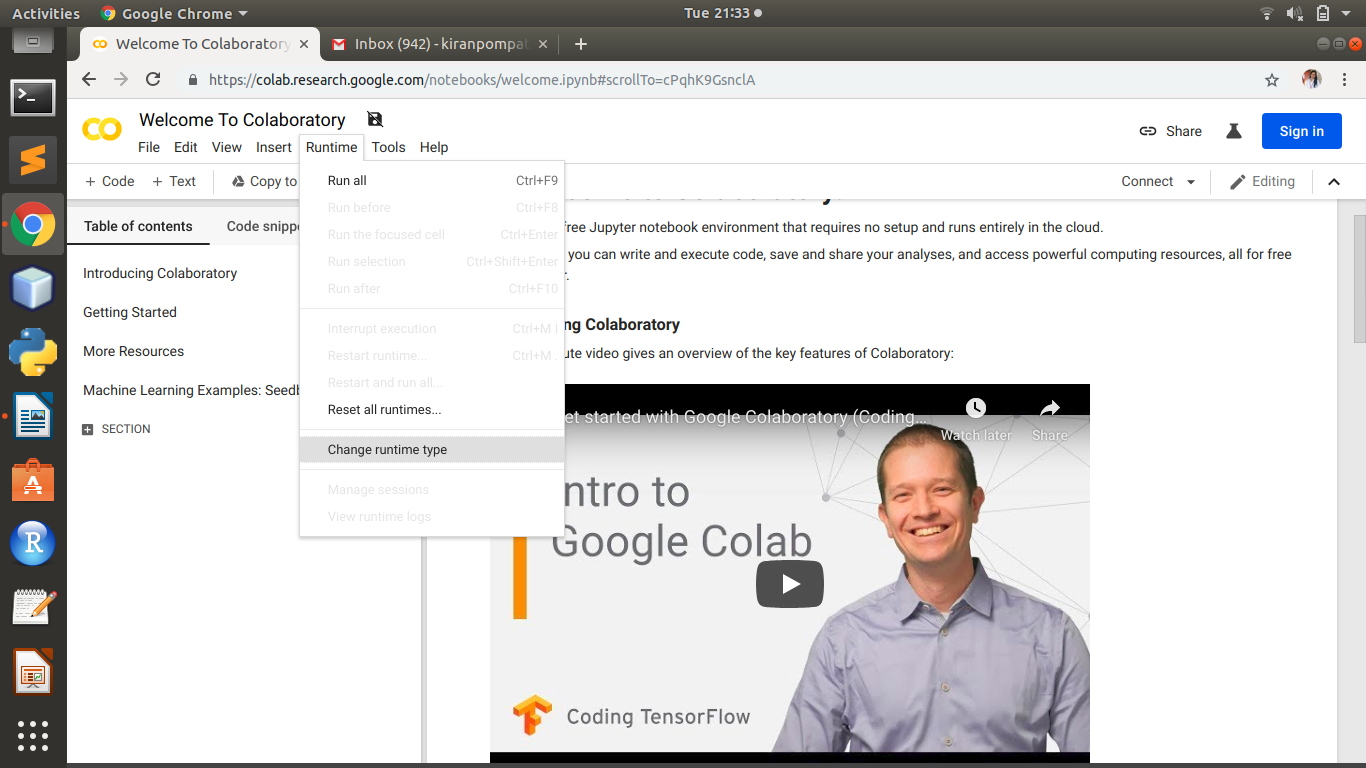 Activities Google Chrome Tue 21:33
Welcome To Colaboratory Inbox (942) - kiranpompa
https://colab.research.google.com/notebooks/welcome.ipynb#scrollTo=cPqhK9GsnclA
Welcome To Colaboratory
File Edit View Insert Runtime Tools Help
Share
Sign in
+ Code + Text Copy to
Connect Editing
Table of contents Code snipp
Introducing Colaboratory
Getting Started
More Resources
Machine Learning Examples: Seedb
SECTION
Run all Ctrl+F9
Run before Ctrl+F8
Run the focused cell Ctrl+Enter
Run selection Ctrl+Shift+Enter
Run after Ctrl+F10
Interrupt execution Ctrl+M I
Restart runtime... Ctrl+M .
Restart and run all...
Reset all runtimes...
Change runtime type
Manage sessions
View runtime logs
free Jupyter notebook environment that requires no setup and runs entirely in the cloud.
you can write and execute code, save and share your analyses, and access powerful computing resources, all for free
r.
ng Colaboratory
ute video gives an overview of the key features of Colaboratory:
et started with Google Colaboratory (Coding...
Watch later Share
Intro to
Google Colab
Coding TensorFlow
R